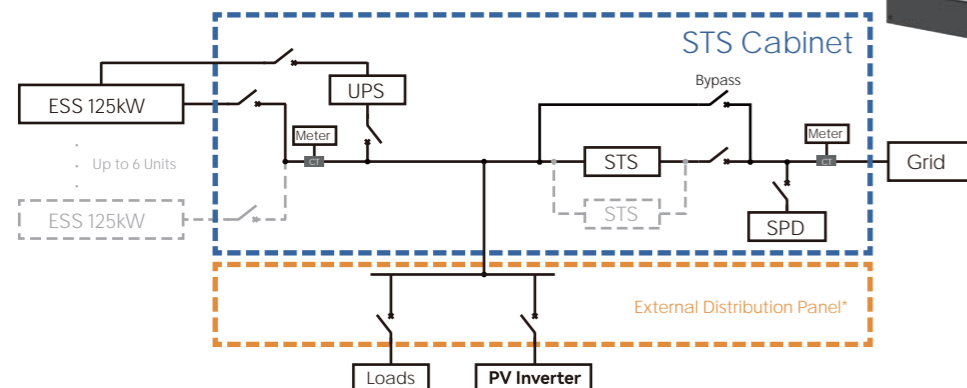 STS Cabinet
Bypass
ESS 125kW
UPS
Meter
CT
. Up to 6 Units
ESS 125kW
STS
STS
Meter
CT
Grid
SPD
External Distribution Panel*
Loads
PV Inverter